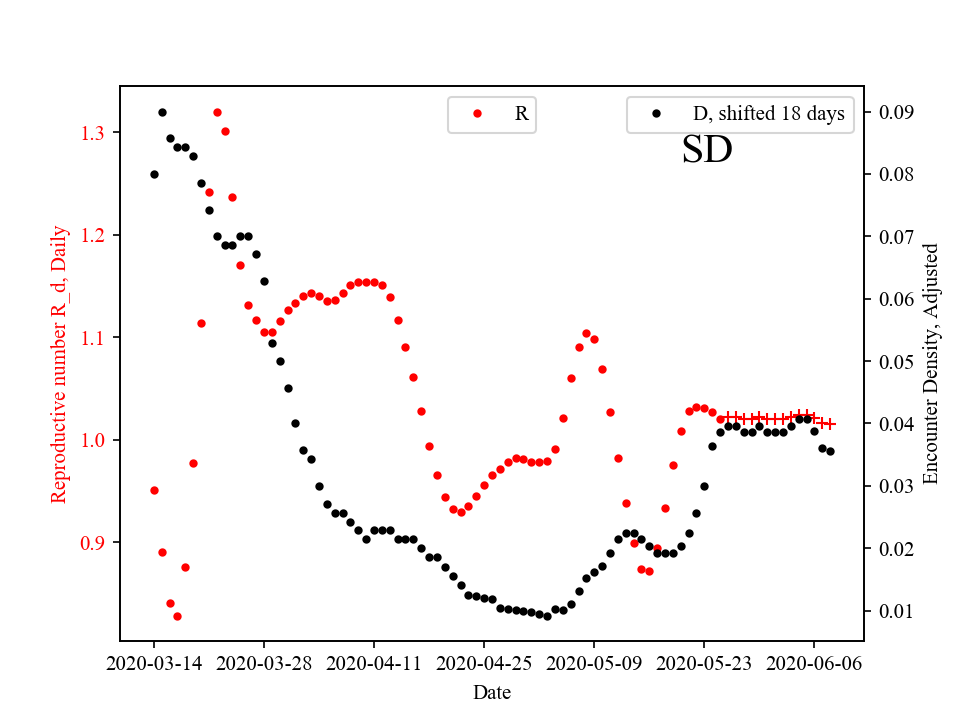 R
D, shifted 18 days
SD
1.3
1.2
1.1
1.0
0.9
Reproductive number R_d, Daily
0.09
0.08
0.07
0.06
0.05
0.04
0.03
0.02
0.01
Encounter Density, Adjusted
2020-03-14 2020-03-28 2020-04-11 2020-04-25 2020-05-09 2020-05-23 2020-06-06
Date